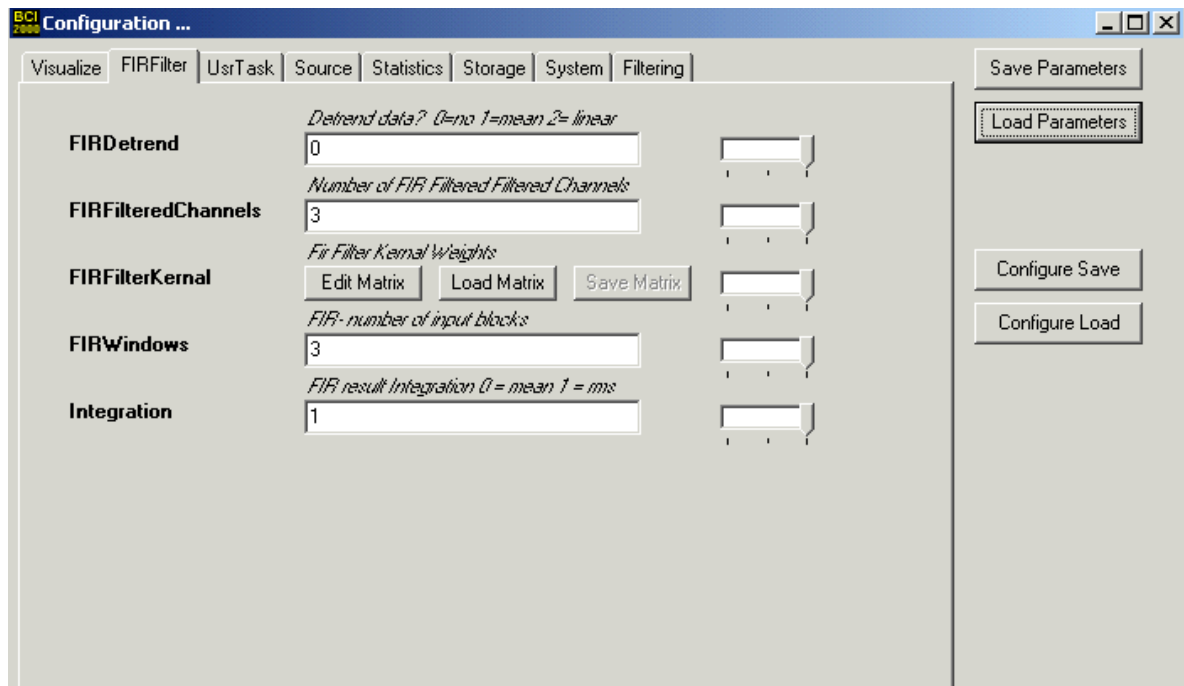 BCI 2000 Configuration ...
Visualize FIRFilter UsrTask Source Statistics Storage System Filtering
Save Parameters
Load Parameters
Configure Save
Configure Load
Detrend data? 0=no 1=mean 2= linear
FIRDetrend 0
Number of FIR Filtered Filtered Channels
FIRFilteredChannels 3
Fir Filter Kernal Weights
FIRFilterKernal Edit Matrix Load Matrix Save Matrix
FIR- number of input blocks
FIRWindows 3
FIR result Integration 0 = mean 1 = rms
Integration 1